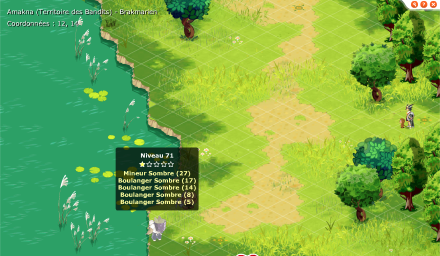 Amakna (Territoire des Bandits) - Brakmarien
Coordonnées : 12, 14
Niveau 71
Mineur Sombre (27)
Boulanger Sombre (17)
Boulanger Sombre (14)
Boulanger Sombre (8)
Boulanger Sombre (5)